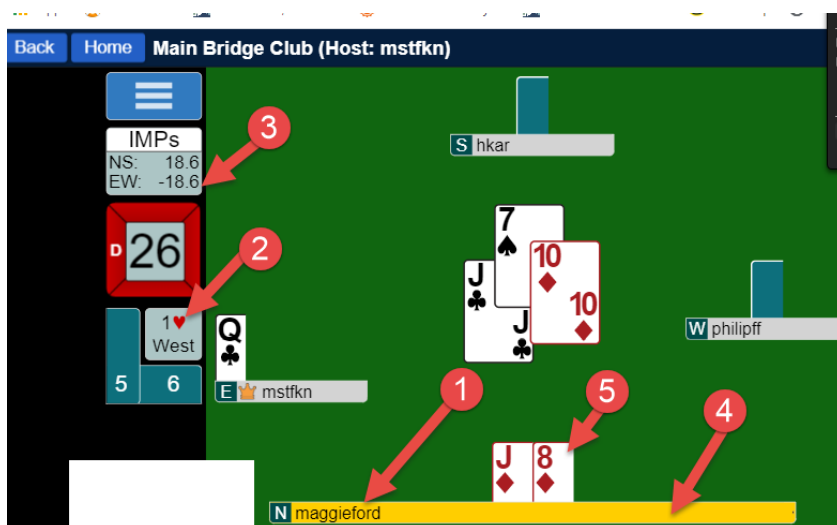 Back Home Main Bridge Club (Host: mstfkn)
S hkar
IMPs
NS: 18.6
EW: -18.6
3
D 26
2
1♥
West
5 6
7
10
10
J
J
W philipff
Q
E mstfkn
1
5
4
J 8
N maggieford